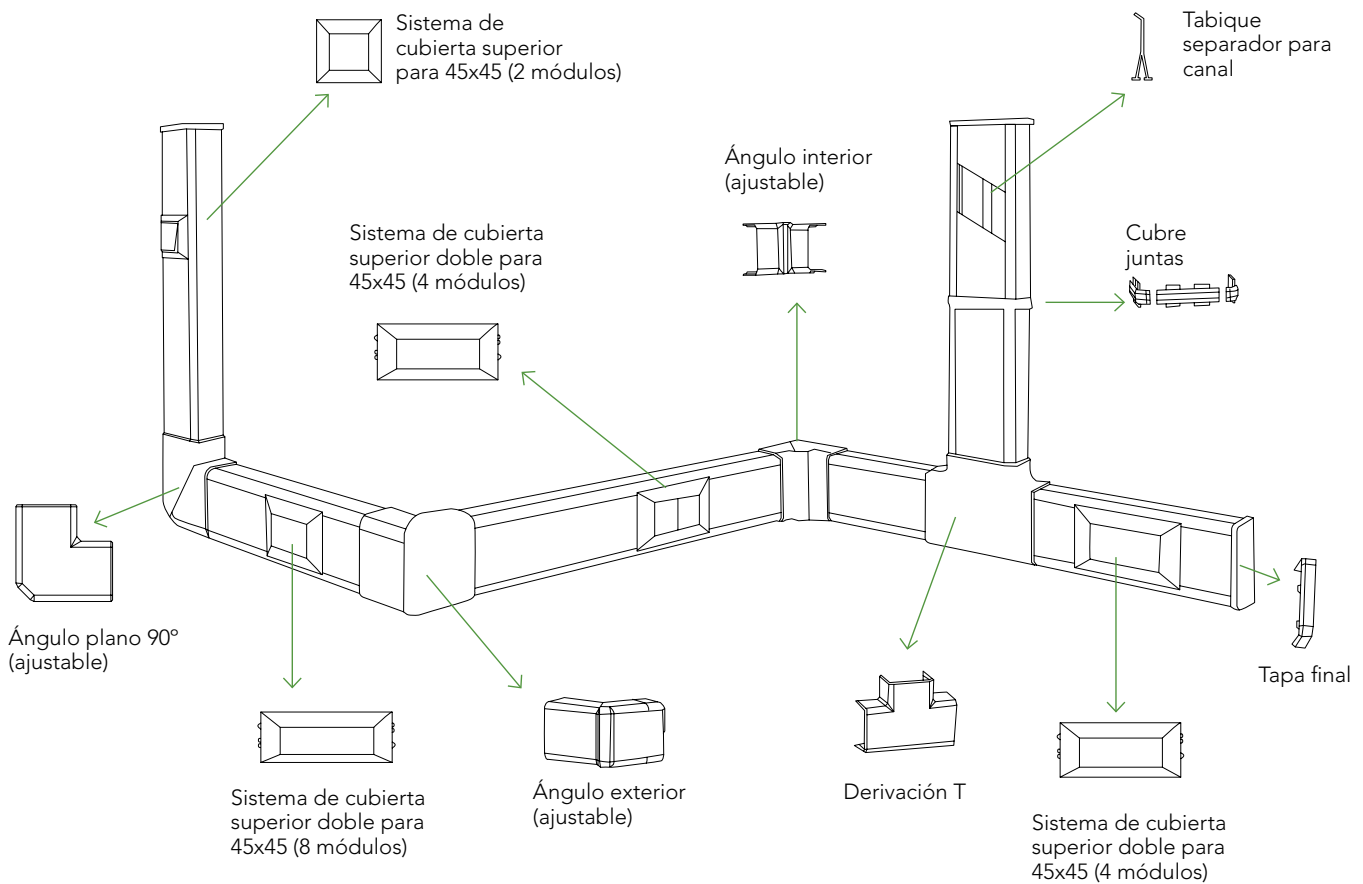 Sistema de
cubierta superior
para 45x45 (2 módulos)
Tabique
separador para
canal
Ángulo interior
(ajustable)
Sistema de cubierta
superior doble para
45x45 (4 módulos)
Cubre
juntas
Ángulo plano 90º
(ajustable)
Tapa final
Sistema de cubierta
superior doble para
45x45 (8 módulos)
Ángulo exterior
(ajustable)
Derivación T
Sistema de cubierta
superior doble para
45x45 (4 módulos)